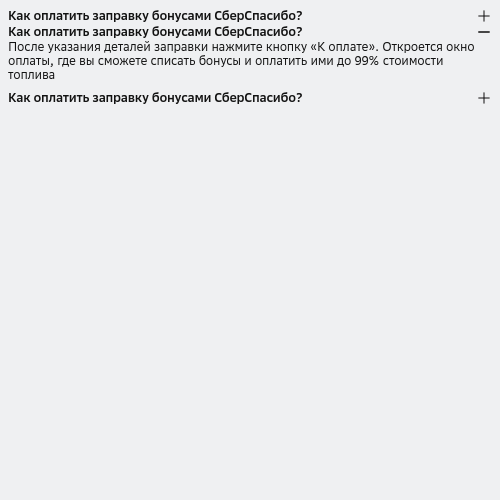 Как оплатить заправку бонусами СберСпасибо?
Как оплатить заправку бонусами СберСпасибо?
После указания деталей заправки нажмите кнопку «К оплате». Откроется окно
оплаты, где вы сможете списать бонусы и оплатить ими до 99% стоимости
топлива
Как оплатить заправку бонусами СберСпасибо?